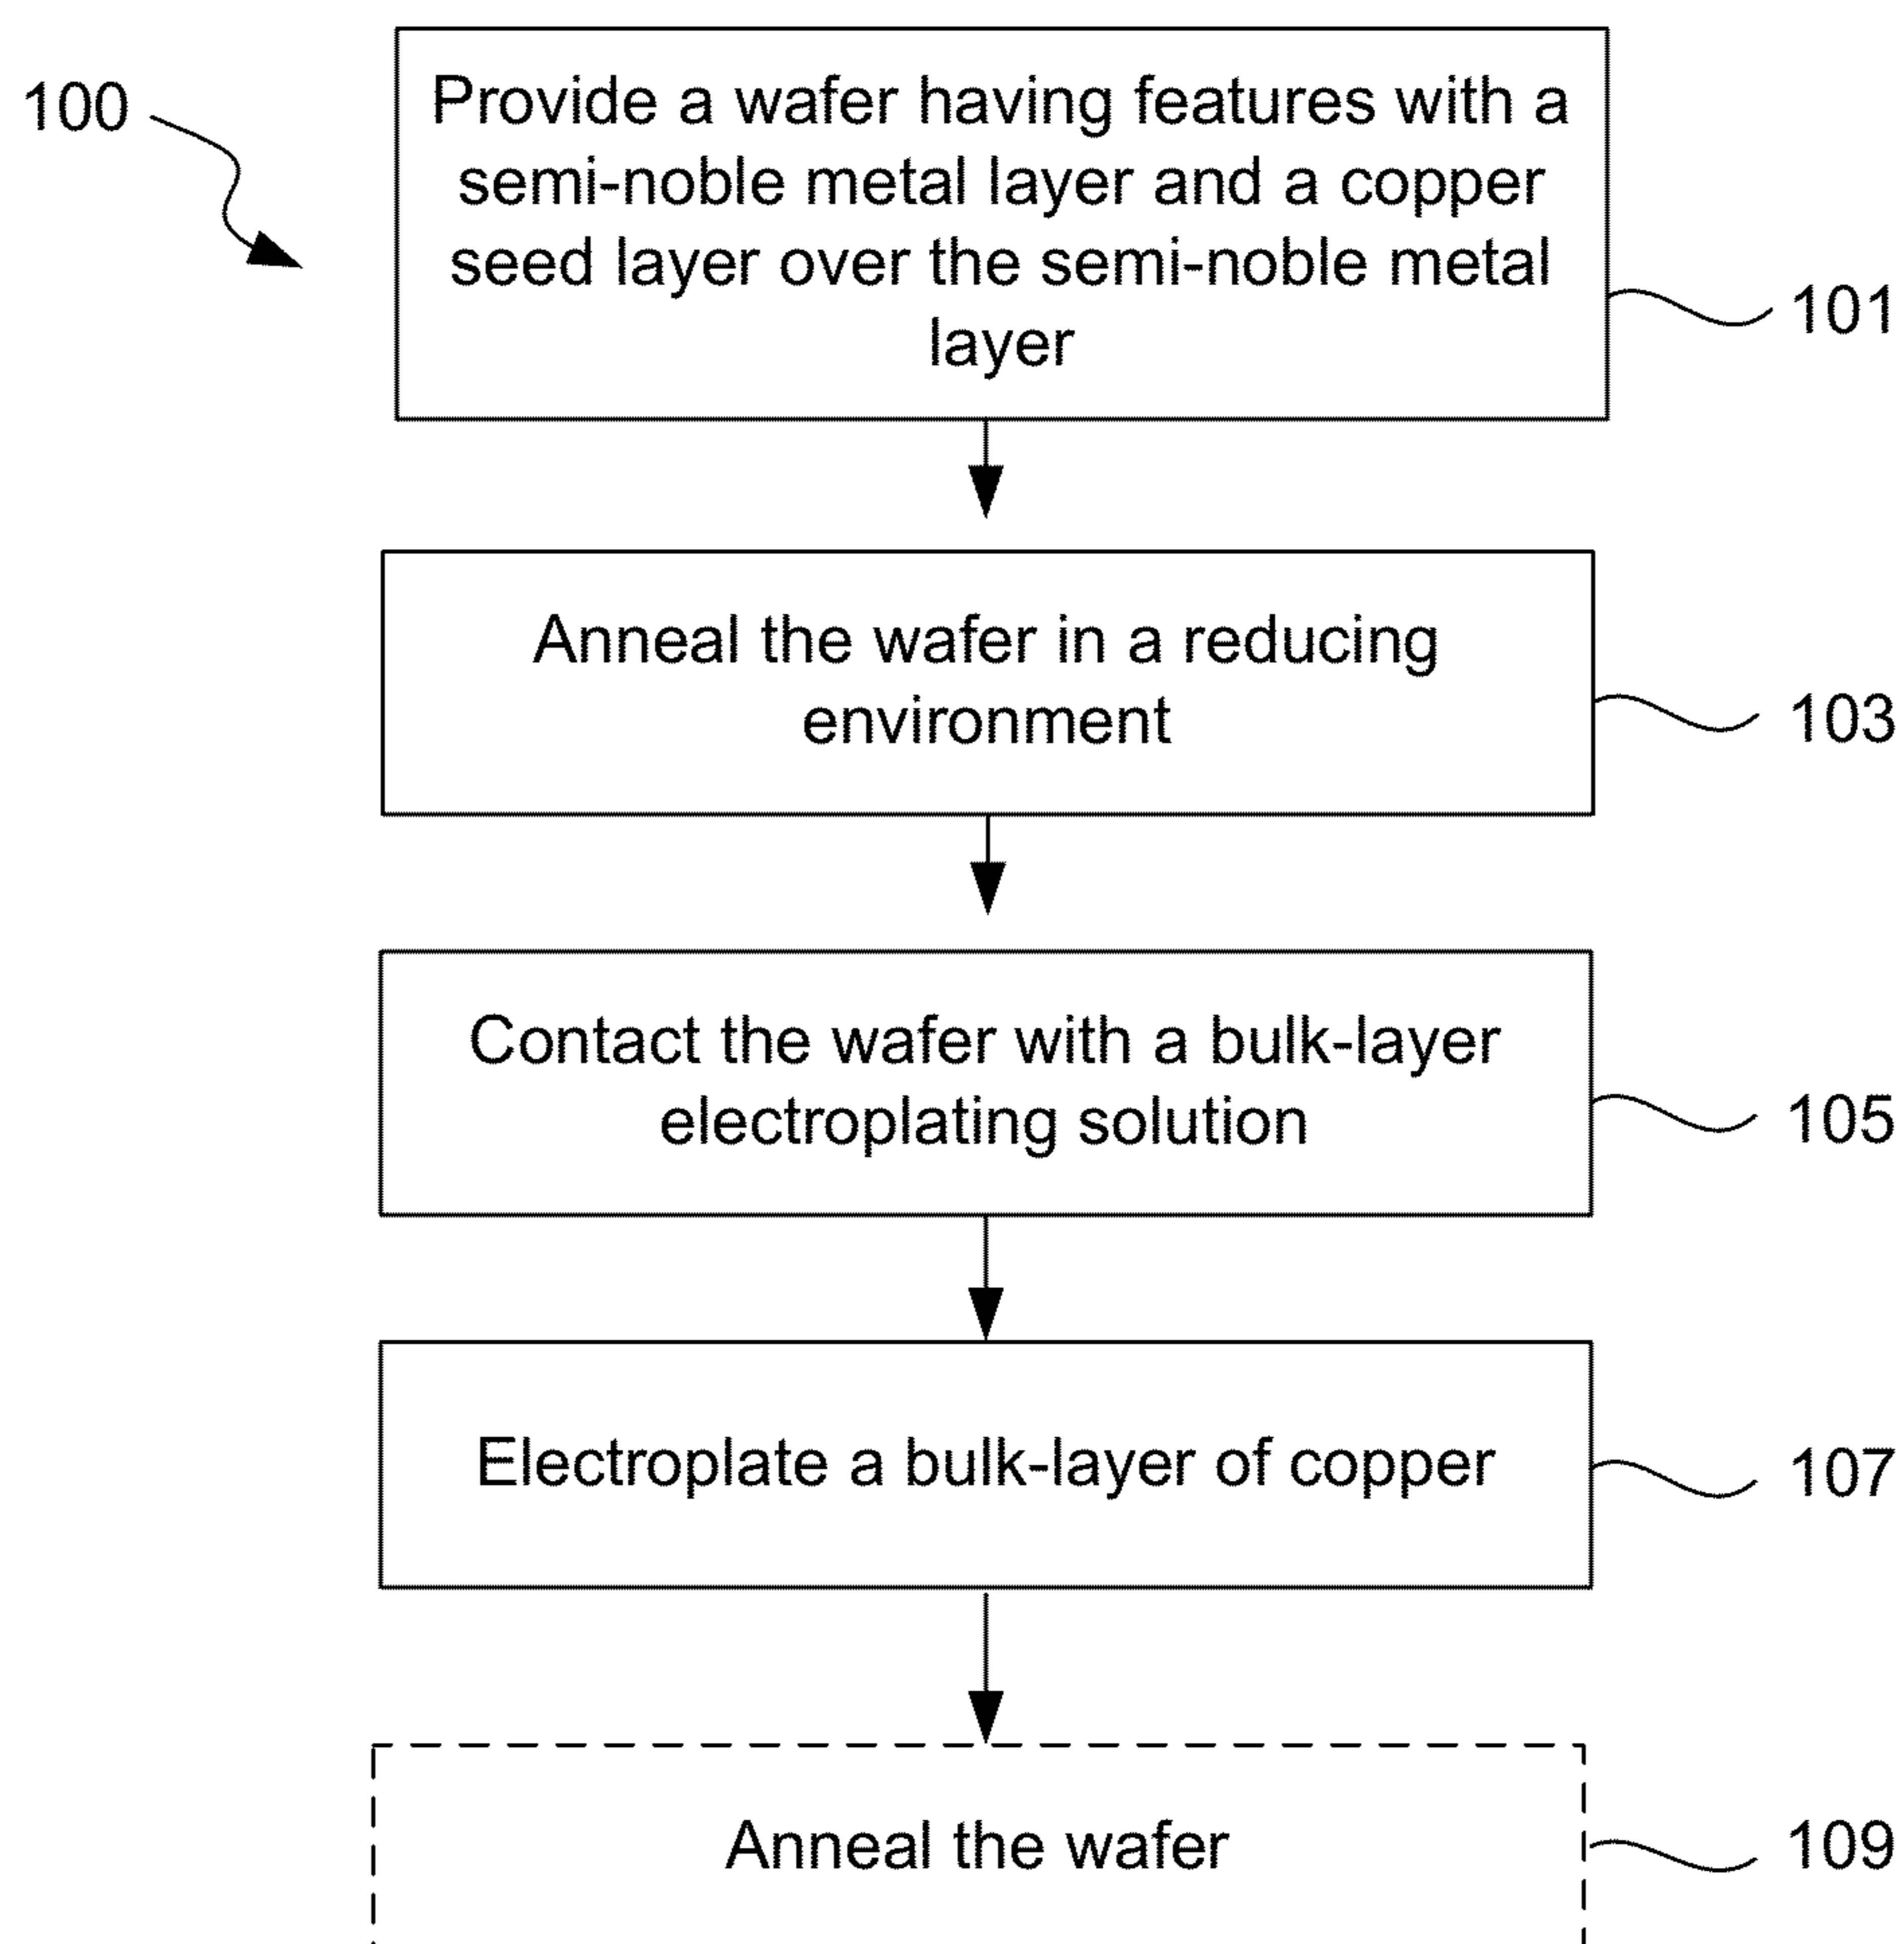 100
Provide a wafer having features with a
semi-noble metal layer and a copper
seed layer over the semi-noble metal
layer
101
Anneal the wafer in a reducing
environment
103
Contact the wafer with a bulk-layer
electroplating solution
105
Electroplate a bulk-layer of copper
107
Anneal the wafer
109